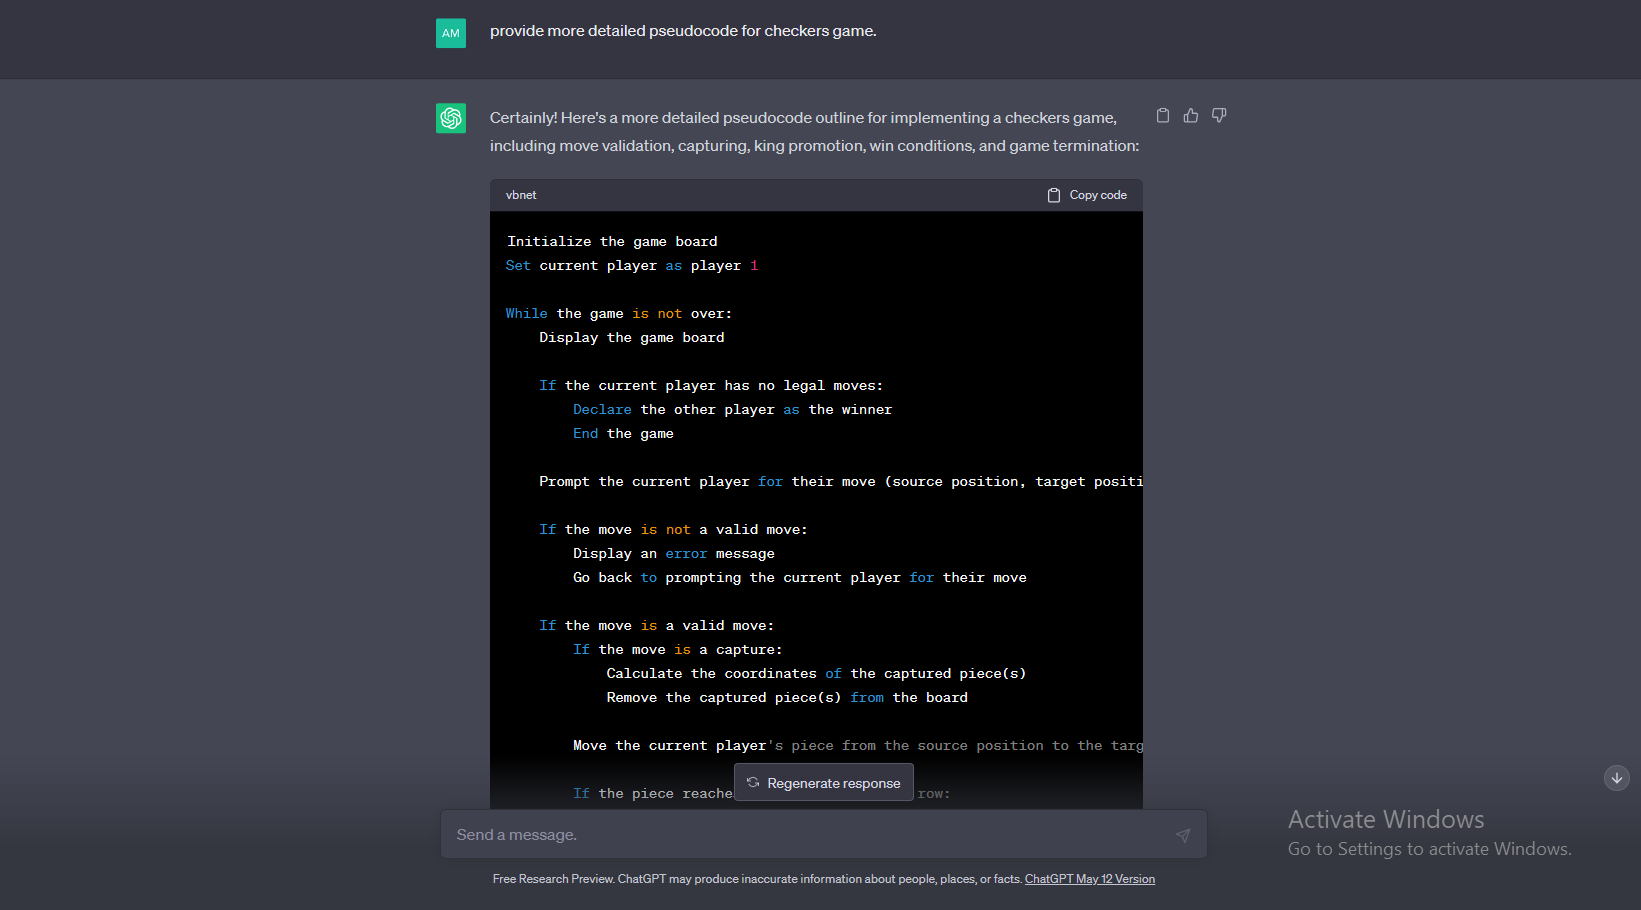 AM
provide more detailed pseudocode for checkers game.
Certainly! Here's a more detailed pseudocode outline for implementing a checkers game,
including move validation, capturing, king promotion, win conditions, and game termination:
vbnet Copy code
Initialize the game board
Set current player as player 1
While the game is not over:
Display the game board
If the current player has no legal moves:
Declare the other player as the winner
End the game
Prompt the current player for their move (source position, target positi
If the move is not a valid move:
Display an error message
Go back to prompting the current player for their move
If the move is a valid move:
If the move is a capture:
Calculate the coordinates of the captured piece(s)
Remove the captured piece(s) from the board
Move the current player's piece from the source position to the targ
If the piece reache row:
Regenerate response
Send a message.
Free Research Preview. ChatGPT may produce inaccurate information about people, places, or facts. ChatGPT May 12 Version
Activate Windows
Go to Settings to activate Windows.